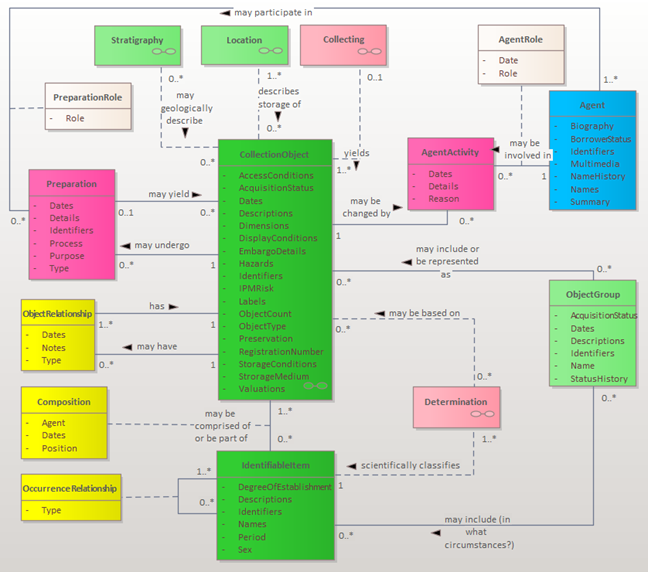 may participate in
Stratigraphy
Location
Collecting
AgentRole
- Date
- Role
0..*
1..*
0..1
1..*
PreparationRole
- Role
may
geologically
describe
describes
storage of
Agent
- Biography
- BorrowerStatus
- Identifiers
- Multimedia
- NameHistory
- Names
- Summary
0..*
0..*
yields
1..*
CollectionObject
- AccessConditions
- AcquisitionStatus
- Dates
- Descriptions
- Dimensions
- DisplayConditions
- EmbargoDetails
- Hazards
- Identifiers
- IPMRisk
- Labels
- ObjectCount
- ObjectType
- Preservation
- RegistrationNumber
- StorageConditions
- StrorageMedium
- Valuations
AgentActivity
- Dates
- Details
- Reason
may be
involved in
0..*
1
Preparation
- Dates
- Details
- Identifiers
- Process
- Purpose
- Type
0..*
may yield
0..1
0..*
may be
changed by
1
0..*
may undergo
0..*
1
may include or
be represented
as
0..*
0..*
ObjectGroup
- AcquisitionStatus
- Dates
- Descriptions
- Identifiers
- Name
- StatusHistory
0..*
ObjectRelationship
- Dates
- Notes
- Type
has
1..*
1
may have
0..*
1
may be based on
0..*
0..*
Determination
1..*
Composition
- Agent
- Dates
- Position
may be
comprised of
or be part of
1..*
0..*
IdentifiableItem
- DegreeOfEstablishment
- Descriptions
- Identifiers
- Names
- Period
- Sex
scientifically classifies
1
OccurrenceRelationship
- Type
1..*
0..*
may include (in
what
circumstances?)
0..*